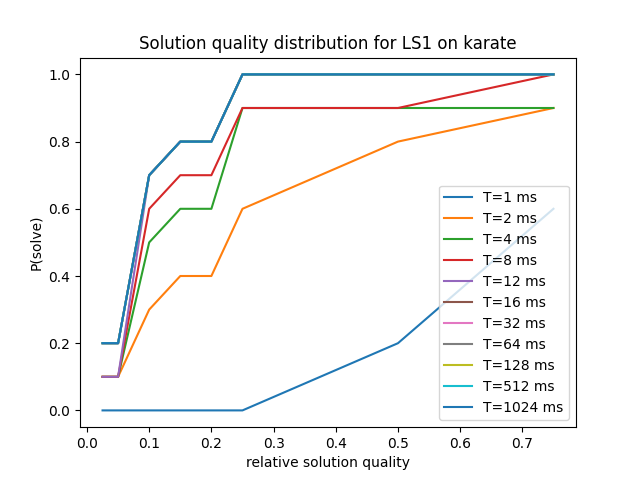 Solution quality distribution for LS1 on karate
1.0
0.8
0.6
0.4
0.2
0.0
P(solve)
T=1 ms
T=2 ms
T=4 ms
T=8 ms
T=12 ms
T=16 ms
T=32 ms
T=64 ms
T=128 ms
T=512 ms
T=1024 ms
0.0 0.1 0.2 0.3 0.4 0.5 0.6 0.7
relative solution quality